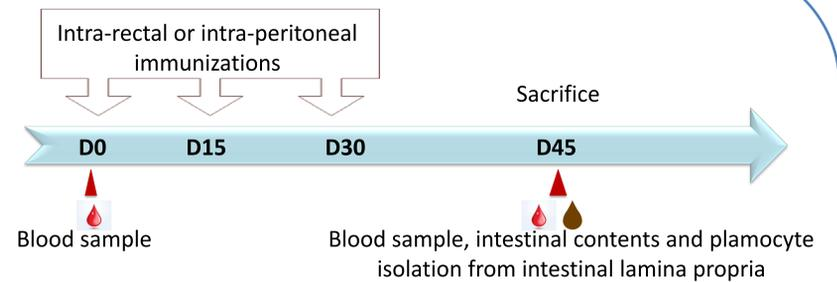 Intra-rectal or intra-peritoneal
immunizations
Sacrifice
D0 D15 D30 D45
Blood sample
Blood sample, intestinal contents and plamocyte
isolation from intestinal lamina propria